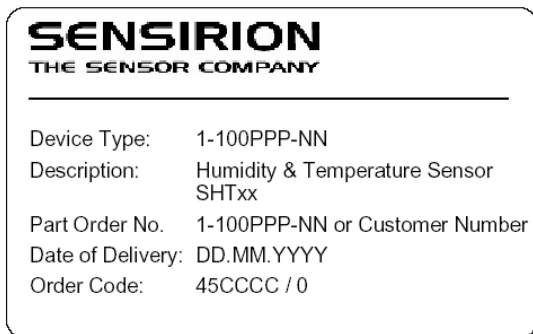 SENSIRION
THE SENSOR COMPANY
Device Type: 1-100PPP-NN
Description: Humidity & Temperature Sensor
SHTxx
Part Order No. 1-100PPP-NN or Customer Number
Date of Delivery: DD.MM.YYYY
Order Code: 45CCCC / 0